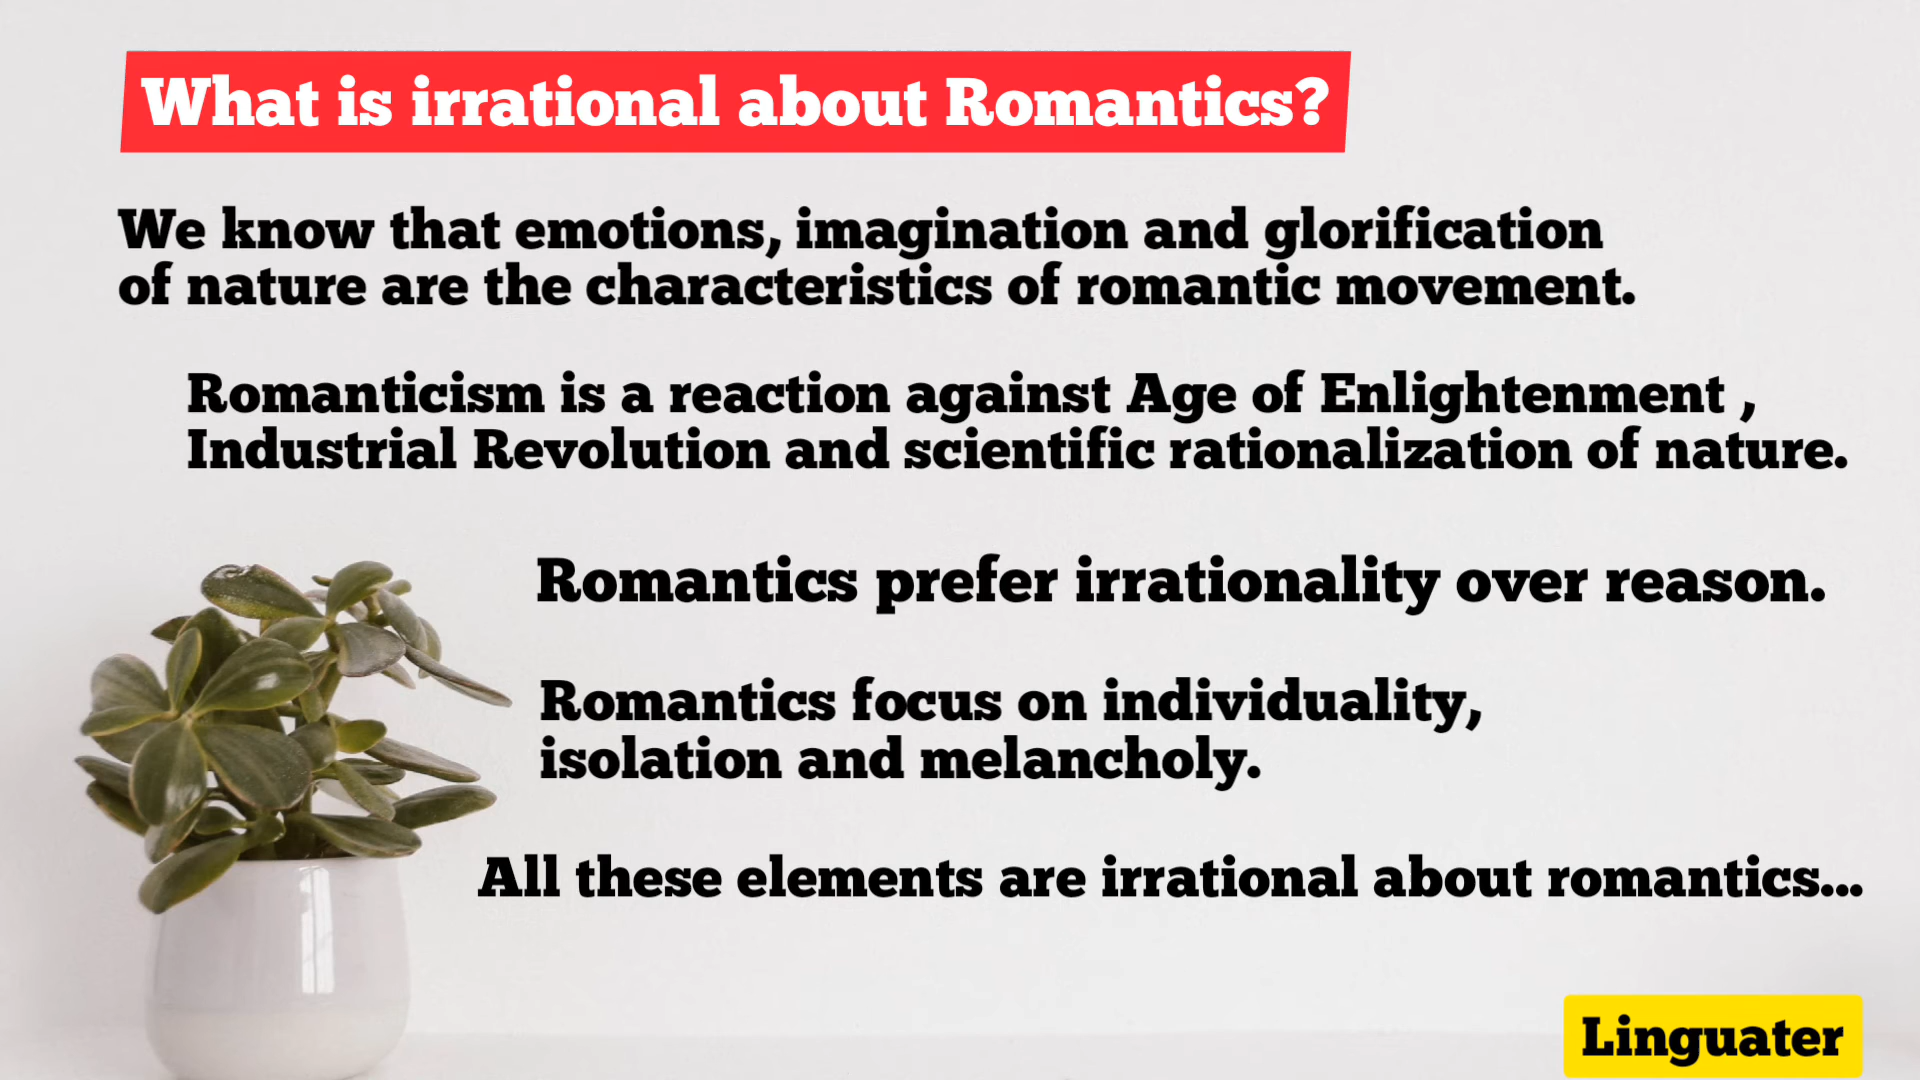 What is irrational about Romantics?
We know that emotions, imagination and glorification
of nature are the characteristics of romantic movement.
Romanticism is a reaction against Age of Enlightenment ,
Industrial Revolution and scientific rationalization of nature.
Romantics prefer irrationality over reason.
Romantics focus on individuality,
isolation and melancholy.
All these elements are irrational about romantics...
Linguater